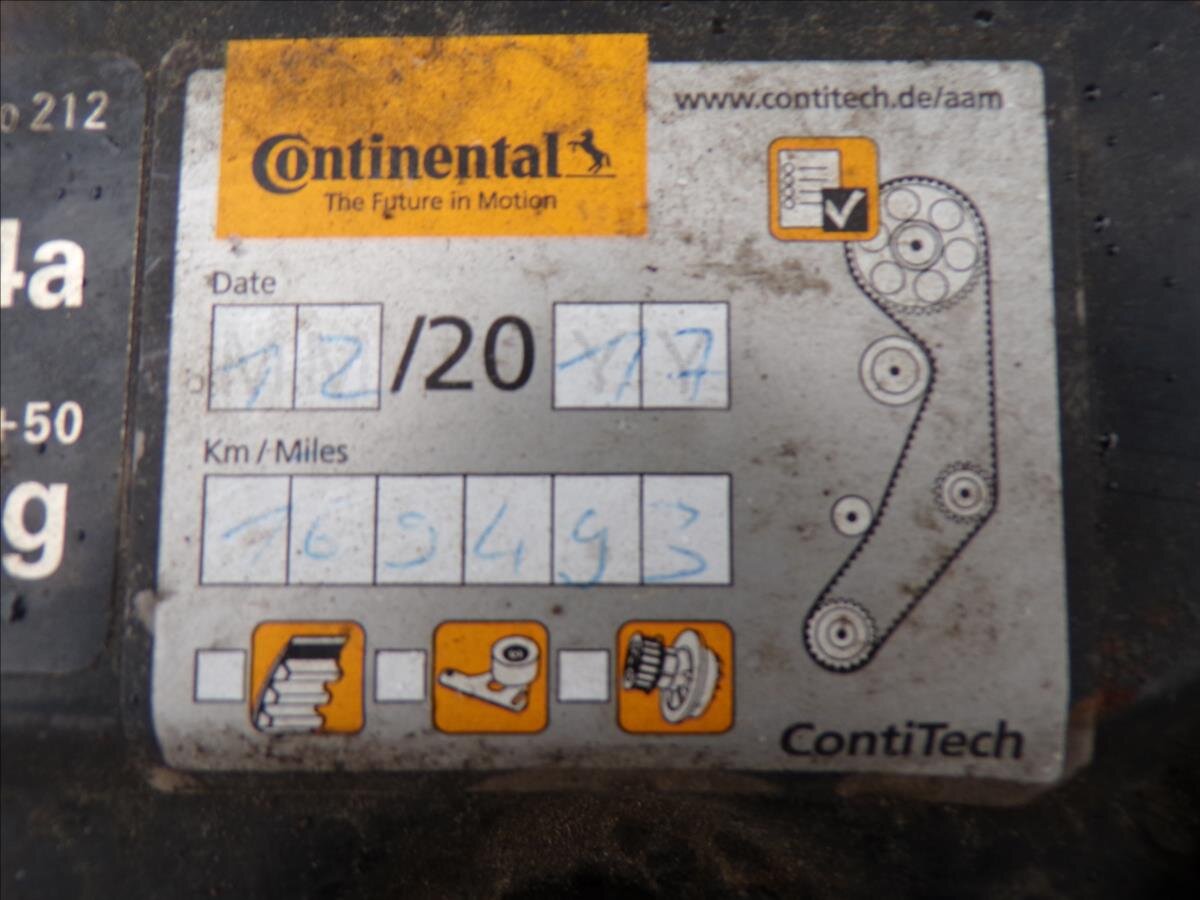 o 212
4a
+50
g
www.contitech.de/aam
Continental
The Future in Motion
Date
12/2017
Km / Miles
169493
ContiTech